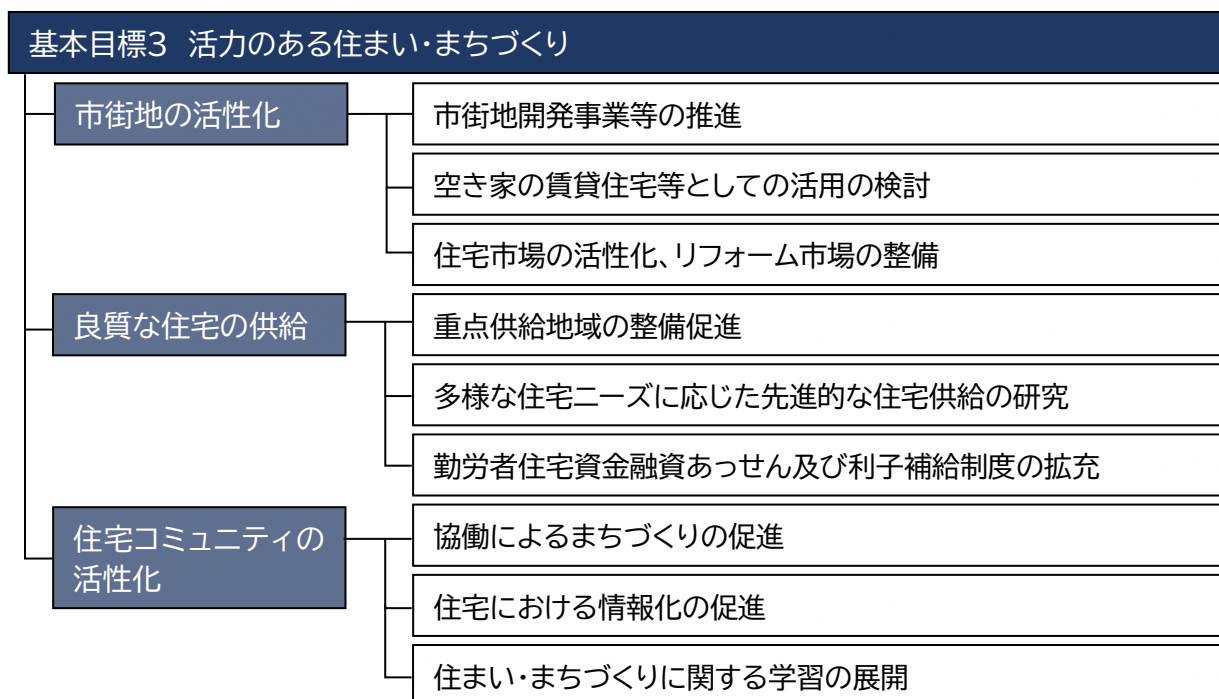 基本目標3 活力のある住まい・まちづくり
市街地の活性化
市街地開発事業等の推進
空き家の賃貸住宅等としての活用の検討
住宅市場の活性化、リフォーム市場の整備
良質な住宅の供給
重点供給地域の整備促進
多様な住宅ニーズに応じた先進的な住宅供給の研究
勤労者住宅資金融資あっせん及び利子補給制度の拡充
住宅コミュニティの
活性化
協働によるまちづくりの促進
住宅における情報化の促進
住まい・まちづくりに関する学習の展開